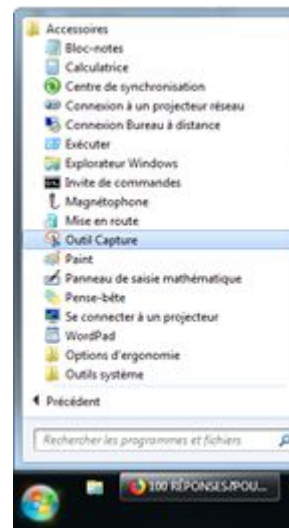 Accessoires
Bloc-notes
Calculatrice
Centre de synchronisation
Connexion à un projecteur réseau
Connexion Bureau à distance
Exécuter
Explorateur Windows
Invite de commandes
Magnétophone
Mise en route
Outil Capture
Paint
Panneau de saisie mathématique
Pense-bête
Se connecter à un projecteur
WordPad
Options d'ergonomie
Outils système
Précédent
Rechercher les programmes et fichiers
100 RÉPONSES/POU...